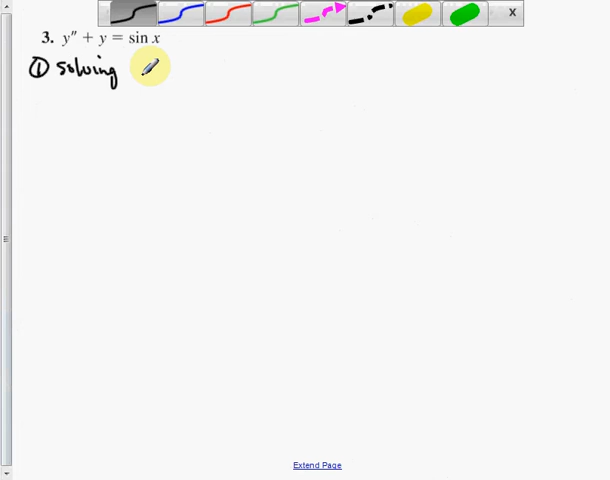 X
3. y″ + y = sin x
① Solving
Extend Page